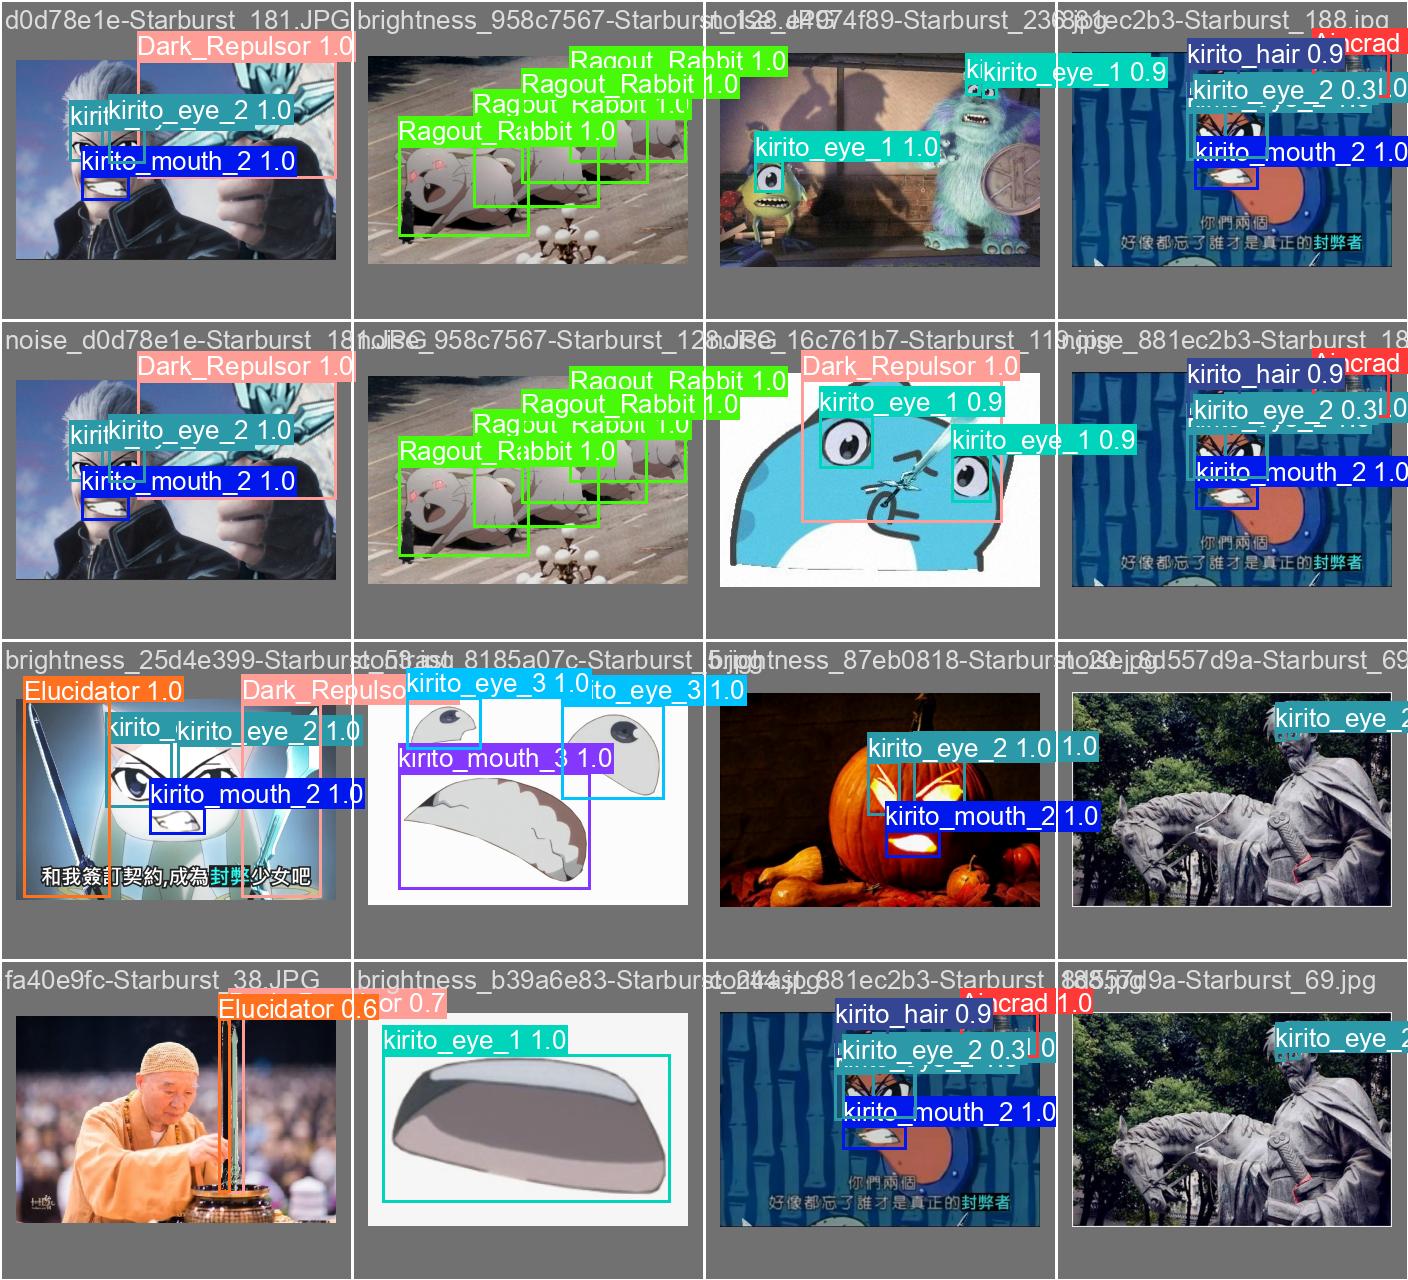 d0d78e1e-Starburst_181.JPG
Dark_Repulsor 1.0
kirit
kirito_eye_2 1.0
kirito_mouth_2 1.0
brightness_958c7567-Starburst_128.JPG
Ragout_Rabbit 1.0
Ragout_Rabbit 1.0
Ragout_Rabbit 1.0
Ragout_Rabbit 1.0
kirito_eye_1 0.9
kirito_eye_1 1.0
881ec2b3-Starburst_188.jpg
Aincrad
kirito_hair 0.9
kirito_eye_2 0.3
kirito_mouth_2 1.0
你們兩個
好像都忘了誰才是真正的封弊者
noise_d0d78e1e-Starburst_181.JPG
Dark_Repulsor 1.0
kirit
kirito_eye_2 1.0
kirito_mouth_2 1.0
Ragout_Rabbit 1.0
Ragout_Rabbit 1.0
Ragout_Rabbit 1.0
Ragout_Rabbit 1.0
noise_16c761b7-Starburst_119.jpg
Dark_Repulsor 1.0
kirito_eye_1 0.9
kirito_eye_1 0.9
noise_881ec2b3-Starburst_18
Aincrad
kirito_hair 0.9
kirito_eye_2 0.3
kirito_mouth_2 1.0
你們兩個
好像都忘了誰才是真正的封弊者
brightness_25d4e399-Starburst_53.jpg
Elucidator 1.0
Dark_Repulso
kirito_
kirito_eye_2 1.0
kirito_mouth_2 1.0
和我簽訂契約,成為封弊少女吧
contrast_8185a07c-Starburst_5.jpg
kirito_eye_3 1.0
ito_eye_3 1.0
kirito_mouth_3 1.0
brightness_87eb0818-Starburst_20.jpg
kirito_eye_2 1.0
1.0
kirito_mouth_2 1.0
noise_8d557d9a-Starburst_69
kirito_eye_2
fa40e9fc-Starburst_38.JPG
Elucidator 0.6
or 0.7
brightness_b39a6e83-Starburst_244.jpg
kirito_eye_1 1.0
contrast_881ec2b3-Starburst_188.jpg
Aincrad 1.0
kirito_hair 0.9
kirito_eye_2 0.3
kirito_mouth_2 1.0
你們兩個
好像都忘了誰才是真正的封弊者
8d557d9a-Starburst_69.jpg
kirito_eye_2